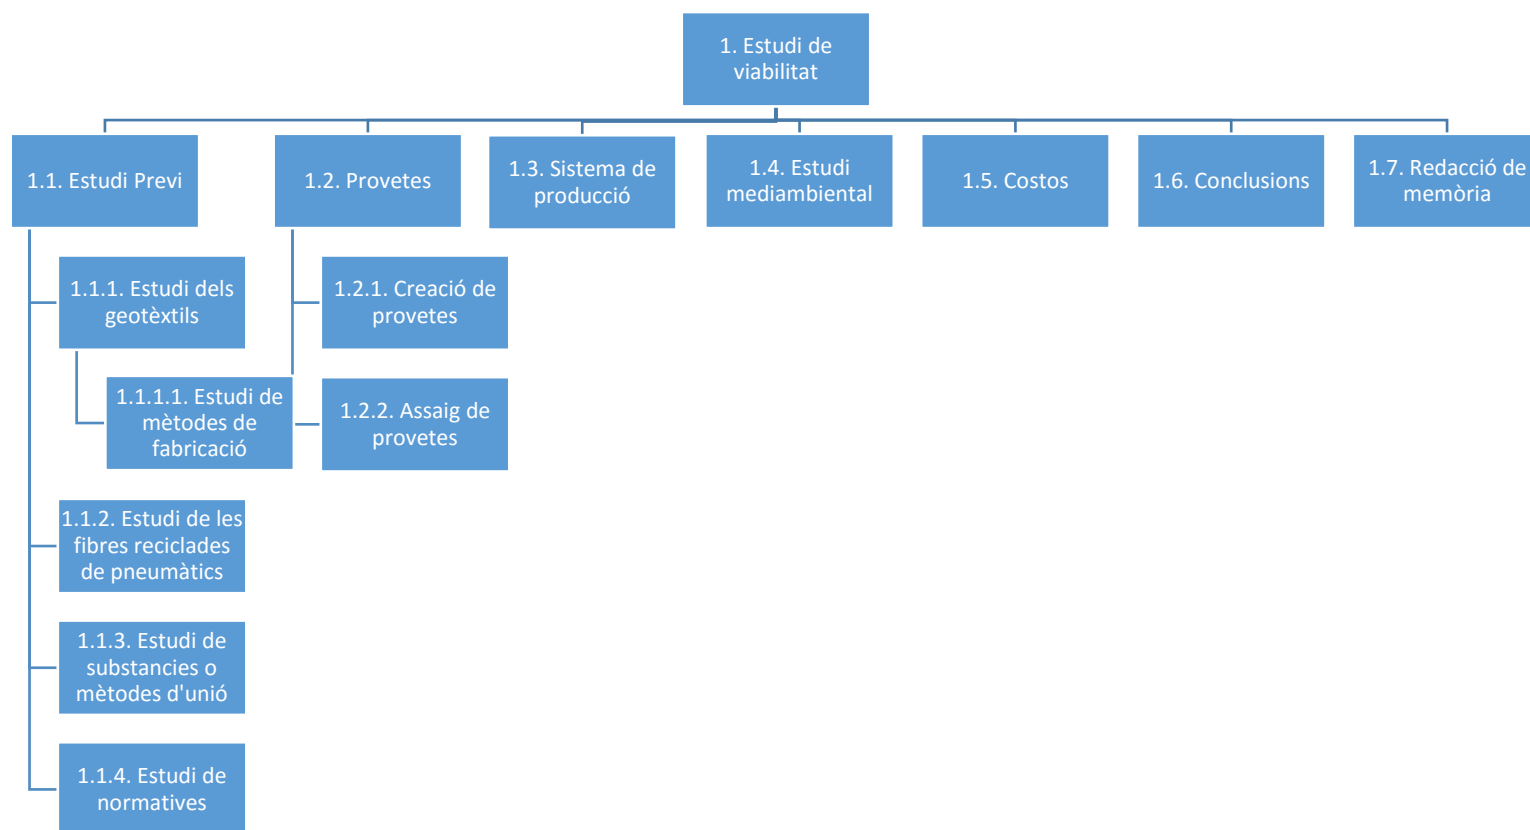 1. Estudi de
viabilitat
1.1. Estudi Previ
1.2. Provetes
1.3. Sistema de
producció
1.4. Estudi
mediambiental
1.5. Costos
1.6. Conclusions
1.7. Redacció de
memòria
1.1.1. Estudi dels
geotèxtils
1.2.1. Creació de
provetes
1.1.1.1. Estudi de
mètodes de
fabricació
1.2.2. Assaig de
provetes
1.1.2. Estudi de les
fibres reciclades
de pneumàtics
1.1.3. Estudi de
substancies o
mètodes d'unió
1.1.4. Estudi de
normatives